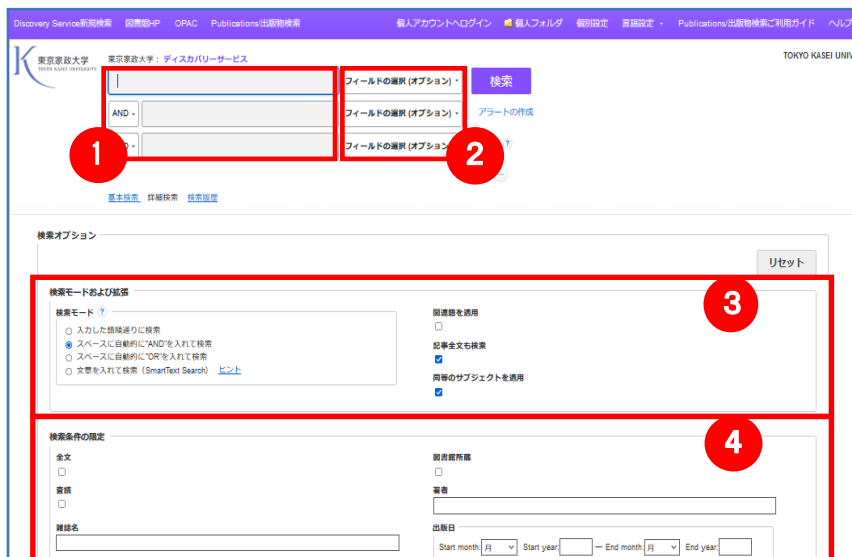 Discovery Service新規検索 図書館HP OPAC Publications/出版物検索 個人アカウントへログイン 個人フォルダ 個別設定 言語設定 Publications/出版物検索ご利用ガイド ヘルプ
東京家政大学
TOKYO KASEI UNIVERSITY
東京家政大学： ディスカバリーサービス
TOKYO KASEI UNIV
フィールドの選択 (オプション) 検索
AND フィールドの選択 (オプション) アラートの作成
フィールドの選択 (オプション
?
1
2
基本検索 詳細検索 検索履歴
検索オプション
リセット
検索モードおよび拡張
3
検索モード ?
入力した語順通りに検索
スペースに自動的に"AND"を入れて検索
スペースに自動的に"OR"を入れて検索
文章を入れて検索（SmartText Search） ヒント
関連語を適用
記事全文も検索
同等のサブジェクトを適用
検索条件の限定
4
全文
図書館所蔵
査読
著者
雑誌名
出版日
Start month: 月 Start year: — End month: 月 End year: